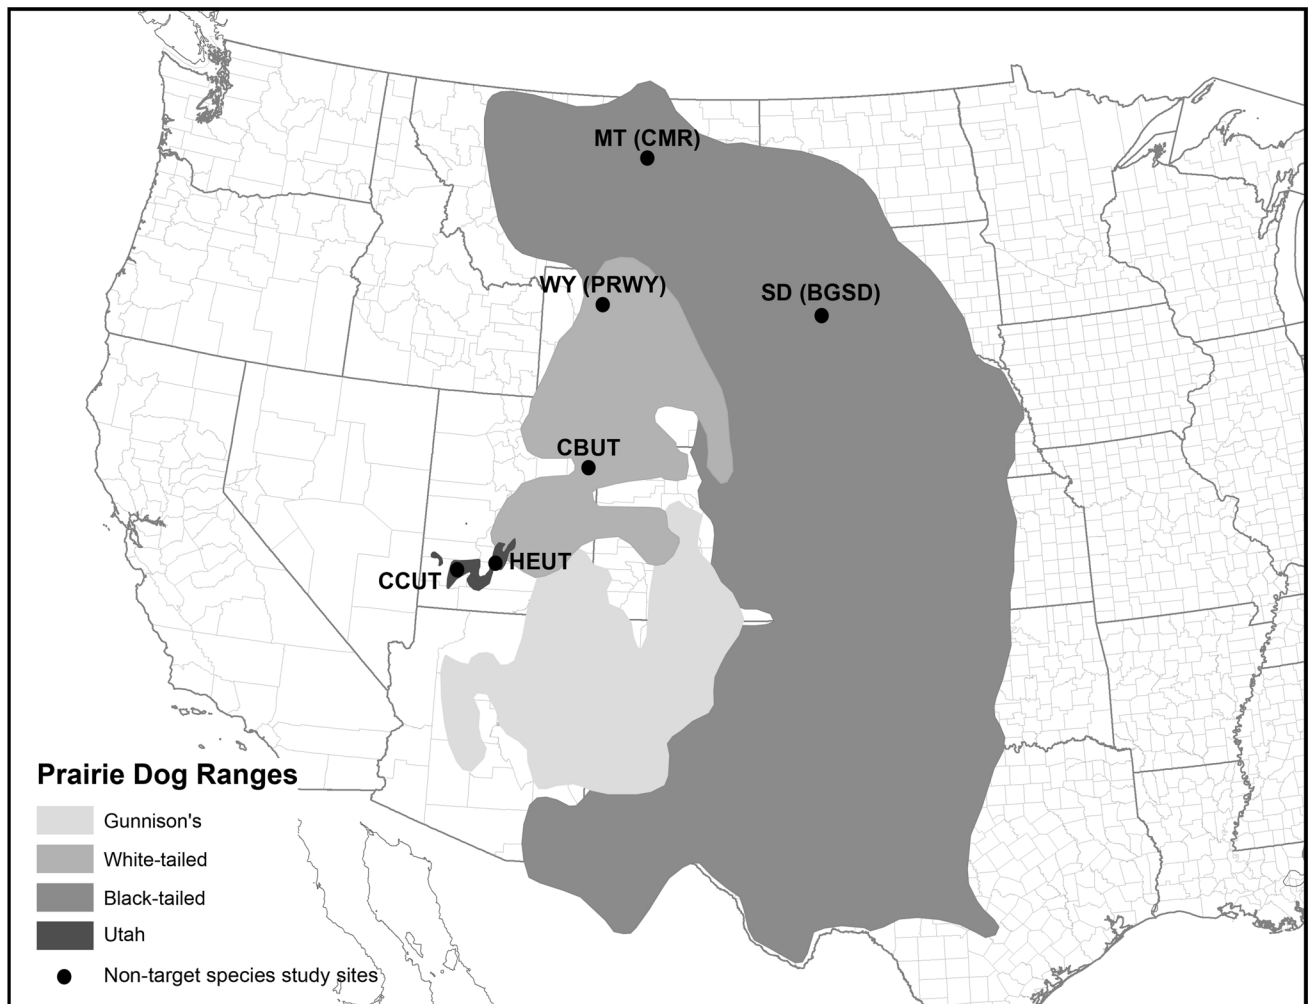 MT (CMR)
WY (PRWY)
SD (BGSD)
CBUT
HEUT
CCUT
Prairie Dog Ranges
Gunnison's
White-tailed
Black-tailed
Utah
Non-target species study sites